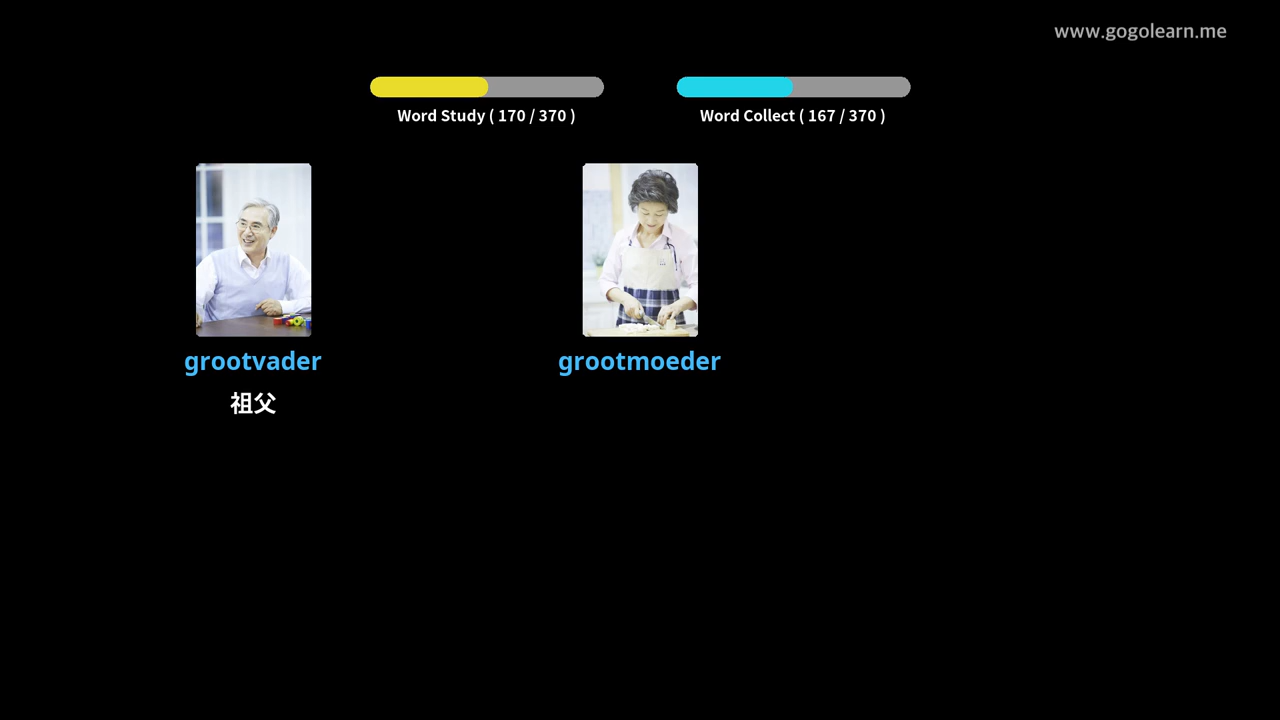 www.gogolearn.me
Word Study ( 170 / 370 )
Word Collect ( 167 / 370 )
grootvader
grootmoeder
祖父